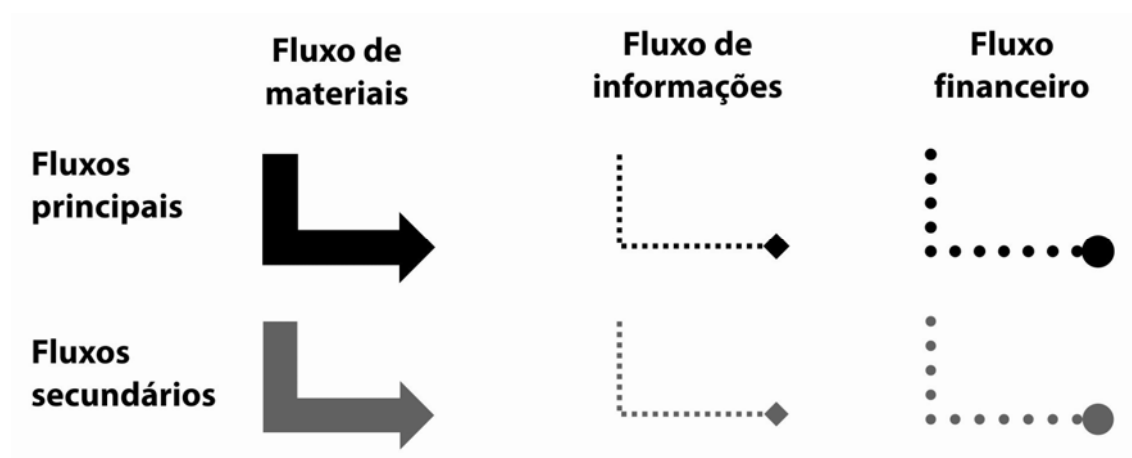 Fluxo de
materiais
Fluxo de
informações
Fluxo
financeiro
Fluxos
principais
Fluxos
secundários